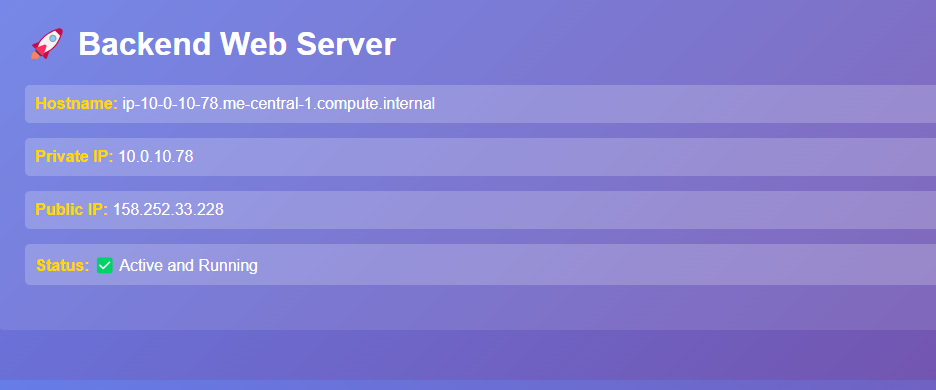 🚀 Backend Web Server
Hostname: ip-10-0-10-78.me-central-1.compute.internal
Private IP: 10.0.10.78
Public IP: 158.252.33.228
Status: ✅ Active and Running